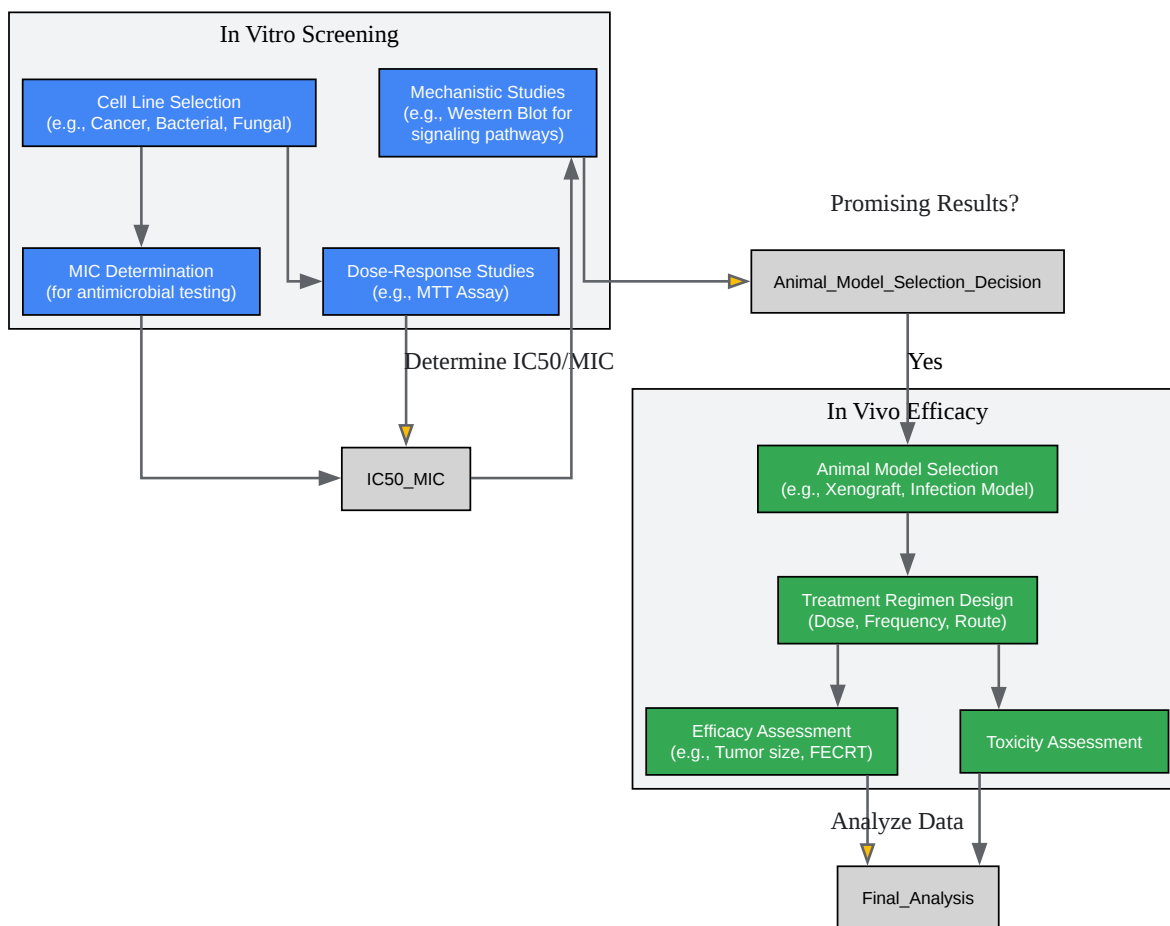 In Vitro Screening
Cell Line Selection
(e.g., Cancer, Bacterial, Fungal)
Mechanistic Studies
(e.g., Western Blot for
signaling pathways)
MIC Determination
(for antimicrobial testing)
Dose-Response Studies
(e.g., MTT Assay)
Promising Results?
Animal_Model_Selection_Decision
Determine IC50/MIC
Yes
IC50_MIC
In Vivo Efficacy
Animal Model Selection
(e.g., Xenograft, Infection Model)
Treatment Regimen Design
(Dose, Frequency, Route)
Efficacy Assessment
(e.g., Tumor size, FECRT)
Toxicity Assessment
Analyze Data
Final_Analysis